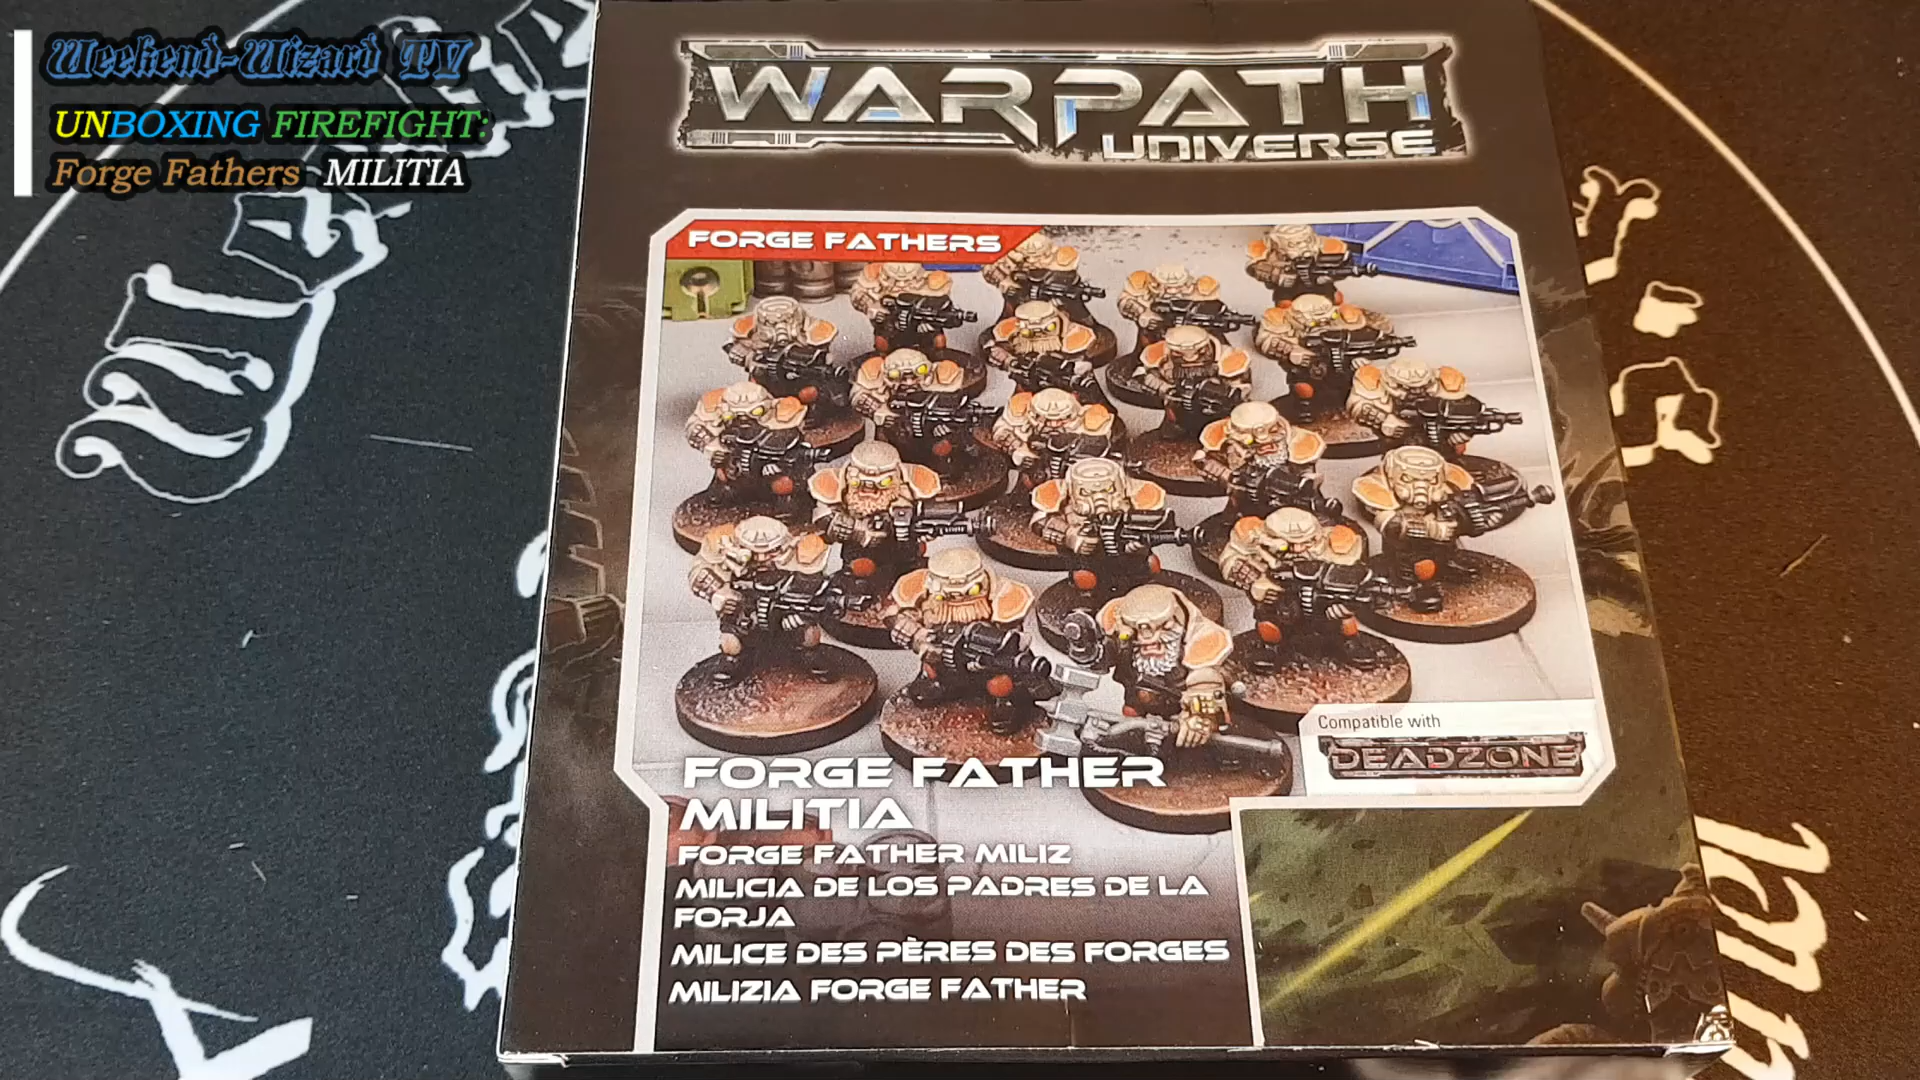 Weekend-Wizard TV
UNBOXING FIREFIGHT:
Forge Fathers MILITIA
WARPATH
UNIVERSE
FORGE FATHERS
Compatible with
DEADZONE
FORGE FATHER
MILITIA
FORGE FATHER MILIZ
MILICIA DE LOS PADRES DE LA
FORJA
MILICE DES PÈRES DES FORGES
MILIZIA FORGE FATHER